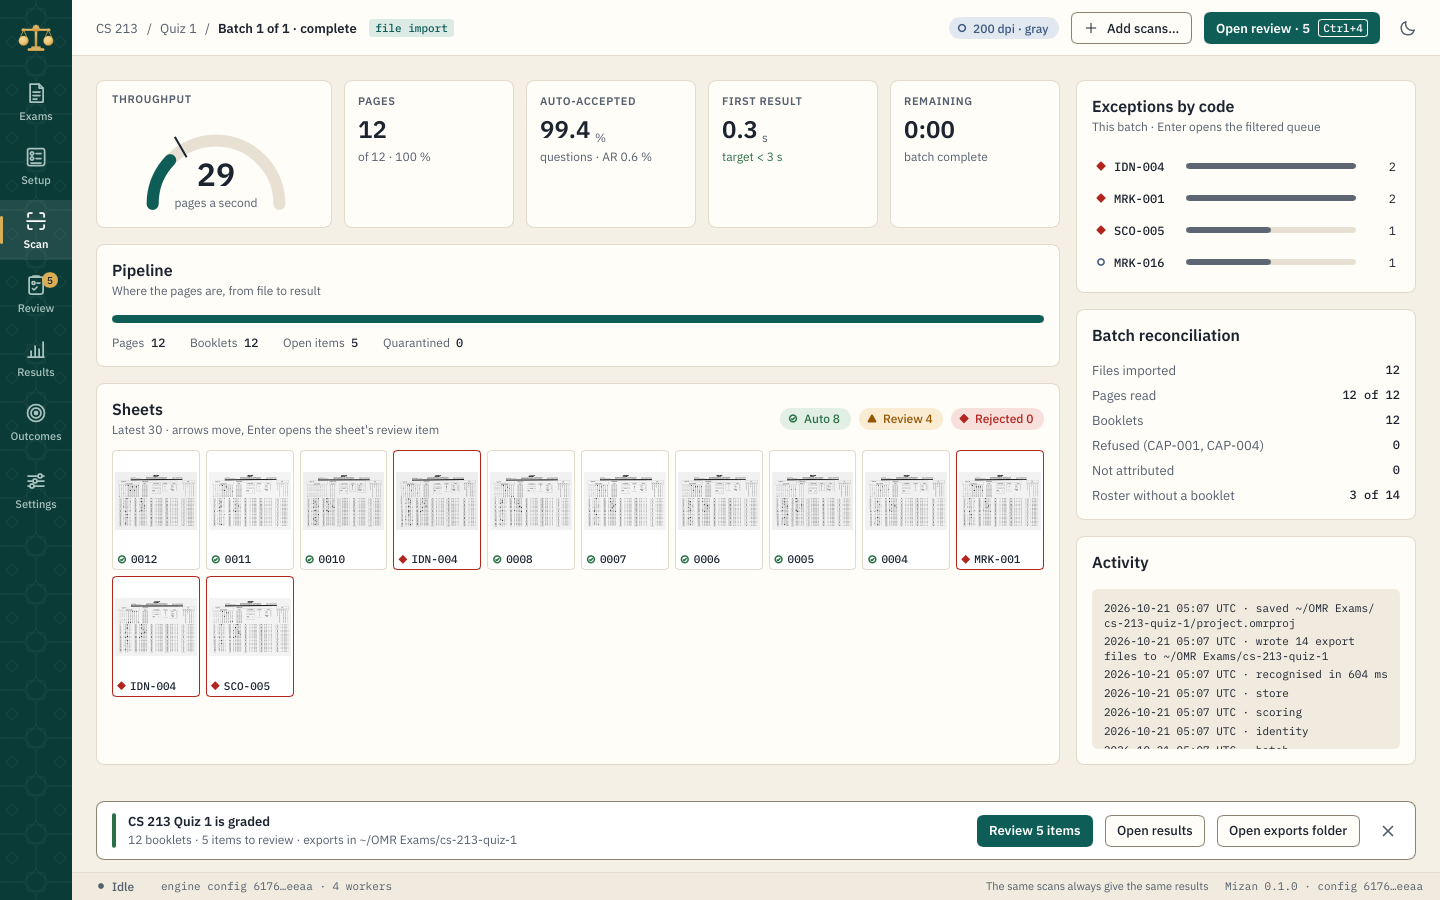 CS 213 / Quiz 1 / Batch 1 of 1 · complete file import
200 dpi · gray
Add scans…
Open review · 5 Ctrl+4
Exams
Setup
Scan
5
Review
Results
Outcomes
Settings
THROUGHPUT
29
pages a second
PAGES
12
of 12 · 100 %
AUTO-ACCEPTED
99.4 %
questions · AR 0.6 %
FIRST RESULT
0.3 s
target < 3 s
REMAINING
0:00
batch complete
Pipeline
Where the pages are, from file to result
Pages 12 Booklets 12 Open items 5 Quarantined 0
Sheets
Latest 30 · arrows move, Enter opens the sheet's review item
Auto 8 Review 4 Rejected 0
0012 0011 0010 IDN-004 0008 0007 0006 0005 0004 MRK-001
IDN-004 SCO-005
Exceptions by code
This batch · Enter opens the filtered queue
IDN-004 2
MRK-001 2
SCO-005 1
MRK-016 1
Batch reconciliation
Files imported 12
Pages read 12 of 12
Booklets 12
Refused (CAP-001, CAP-004) 0
Not attributed 0
Roster without a booklet 3 of 14
Activity
2026-10-21 05:07 UTC · saved ~/OMR Exams/
cs-213-quiz-1/project.omrproj
2026-10-21 05:07 UTC · wrote 14 export
files to ~/OMR Exams/cs-213-quiz-1
2026-10-21 05:07 UTC · recognised in 604 ms
2026-10-21 05:07 UTC · store
2026-10-21 05:07 UTC · scoring
2026-10-21 05:07 UTC · identity
CS 213 Quiz 1 is graded
12 booklets · 5 items to review · exports in ~/OMR Exams/cs-213-quiz-1
Review 5 items
Open results
Open exports folder
Idle engine config 6176…eeaa · 4 workers
The same scans always give the same results Mizan 0.1.0 · config 6176…eeaa